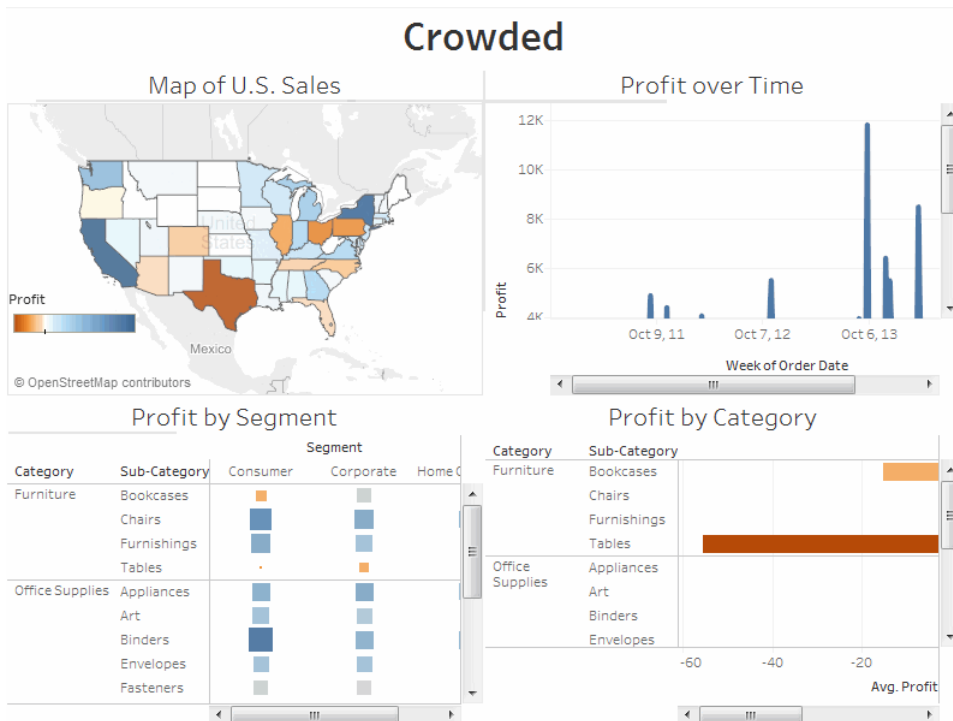 Crowded
Map of U.S. Sales
United
States
Profit
Mexico
© OpenStreetMap contributors
Profit over Time
12K
10K
8K
6K
4K
Profit
Oct 9, 11 Oct 7, 12 Oct 6, 13
Week of Order Date
Profit by Segment
Segment
Category Sub-Category Consumer Corporate Home C
Furniture Bookcases
Chairs
Furnishings
Tables
Office Supplies Appliances
Art
Binders
Envelopes
Fasteners
Profit by Category
Category Sub-Category
Furniture Bookcases
Chairs
Furnishings
Tables
Office Appliances
Supplies
Art
Binders
Envelopes
-60 -40 -20
Avg. Profit